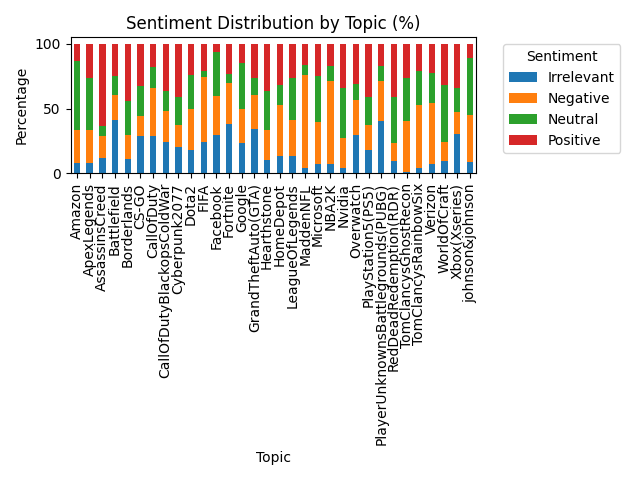 Sentiment Distribution by Topic (%)
Percentage
100
50
0
Sentiment
Irrelevant
Negative
Neutral
Positive
Amazon
ApexLegends
AssassinsCreed
Battlefield
Borderlands
CS-GO
CallOfDuty
CallOfDutyBlackopsColdWar
Cyberpunk2077
Dota2
FIFA
Facebook
Fortnite
Google
GrandTheftAuto(GTA)
Hearthstone
HomeDepot
LeagueOfLegends
MaddenNFL
Microsoft
NBA2K
Nvidia
Overwatch
PlayStation5(PS5)
PlayerUnknownsBattlegrounds(PUBG)
RedDeadRedemption(RDR)
TomClancysGhostRecon
TomClancysRainbowSix
Verizon
WorldOfCraft
Xbox(Xseries)
johnson&johnson
Topic